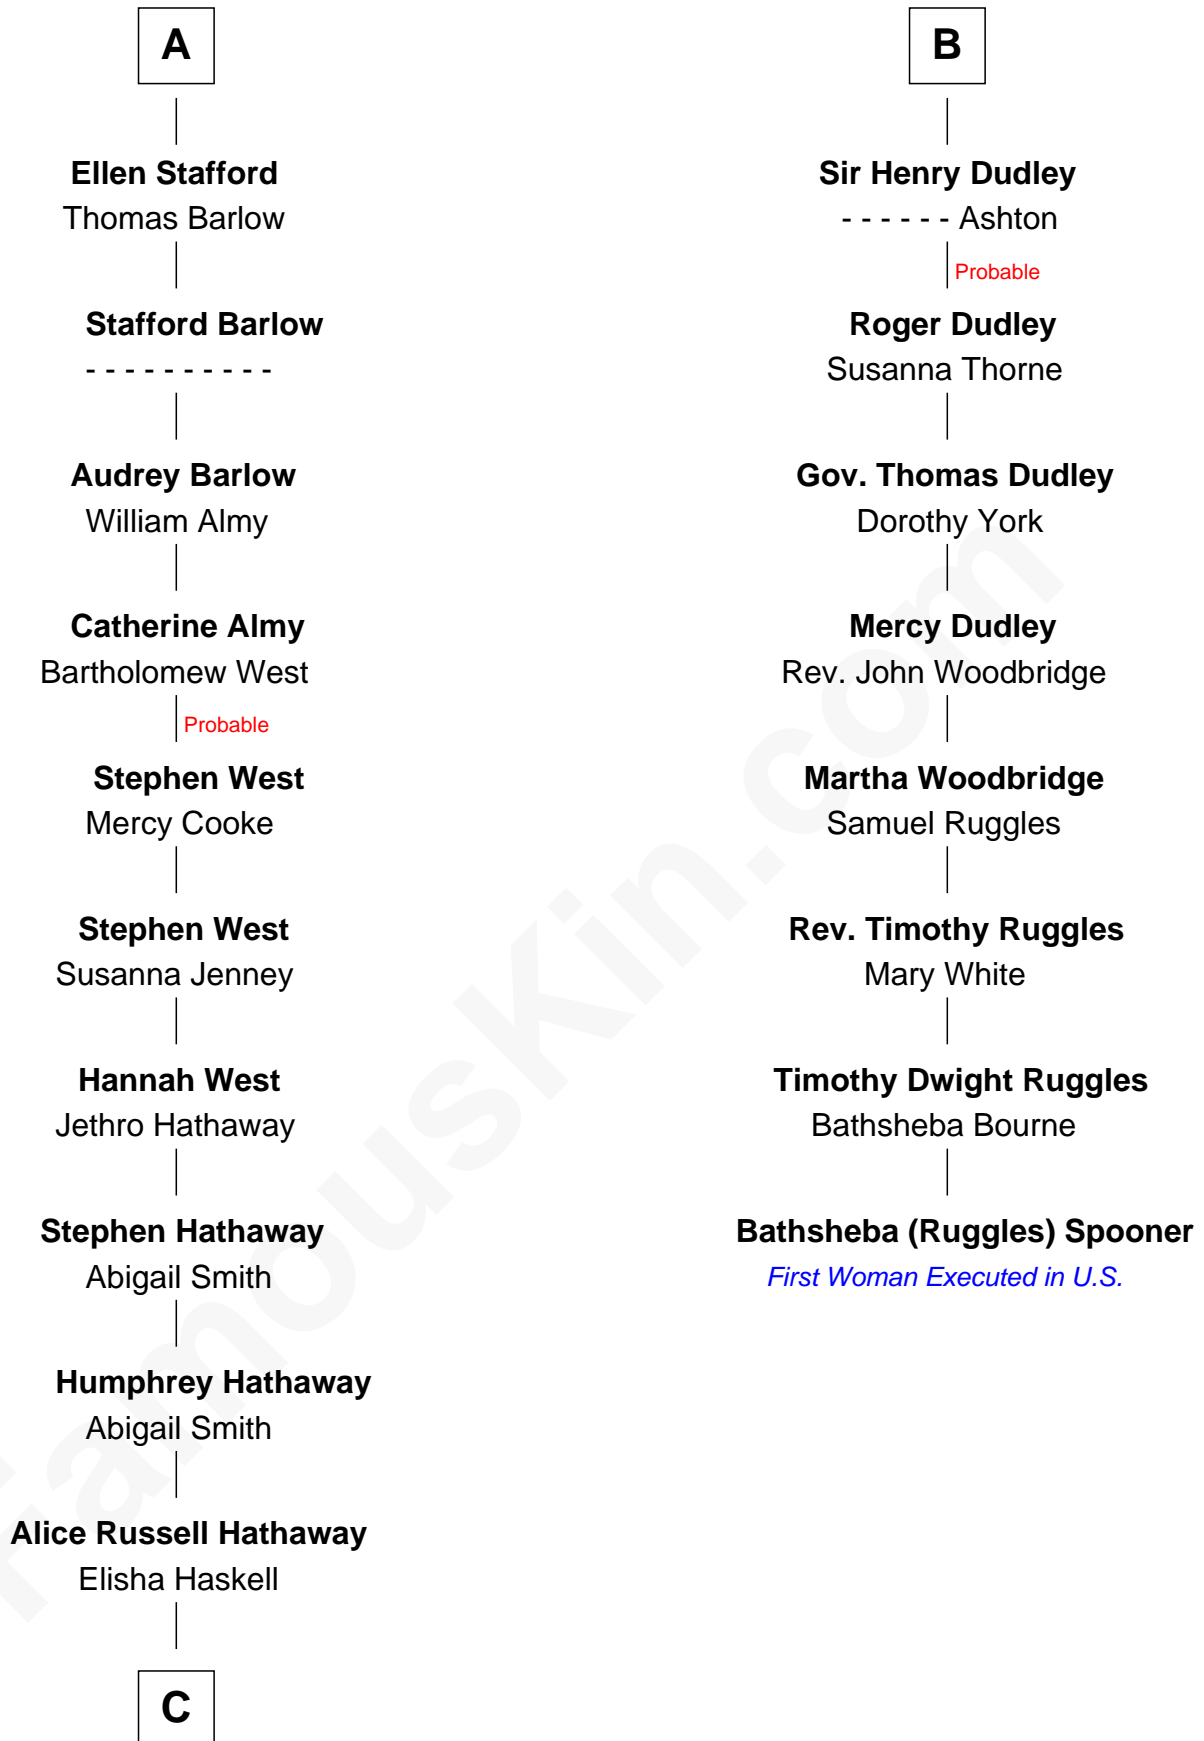 A
Ellen Stafford
Thomas Barlow
Stafford Barlow
- - - - - - - - - -
Audrey Barlow
William Almy
Catherine Almy
Bartholomew West
Probable
Stephen West
Mercy Cooke
Stephen West
Susanna Jenney
Hannah West
Jethro Hathaway
Stephen Hathaway
Abigail Smith
Humphrey Hathaway
Abigail Smith
Alice Russell Hathaway
Elisha Haskell
C
B
Sir Henry Dudley
- - - - - - Ashton
Probable
Roger Dudley
Susanna Thorne
Gov. Thomas Dudley
Dorothy York
Mercy Dudley
Rev. John Woodbridge
Martha Woodbridge
Samuel Ruggles
Rev. Timothy Ruggles
Mary White
Timothy Dwight Ruggles
Bathsheba Bourne
Bathsheba (Ruggles) Spooner
First Woman Executed in U.S.
FamousKin.com